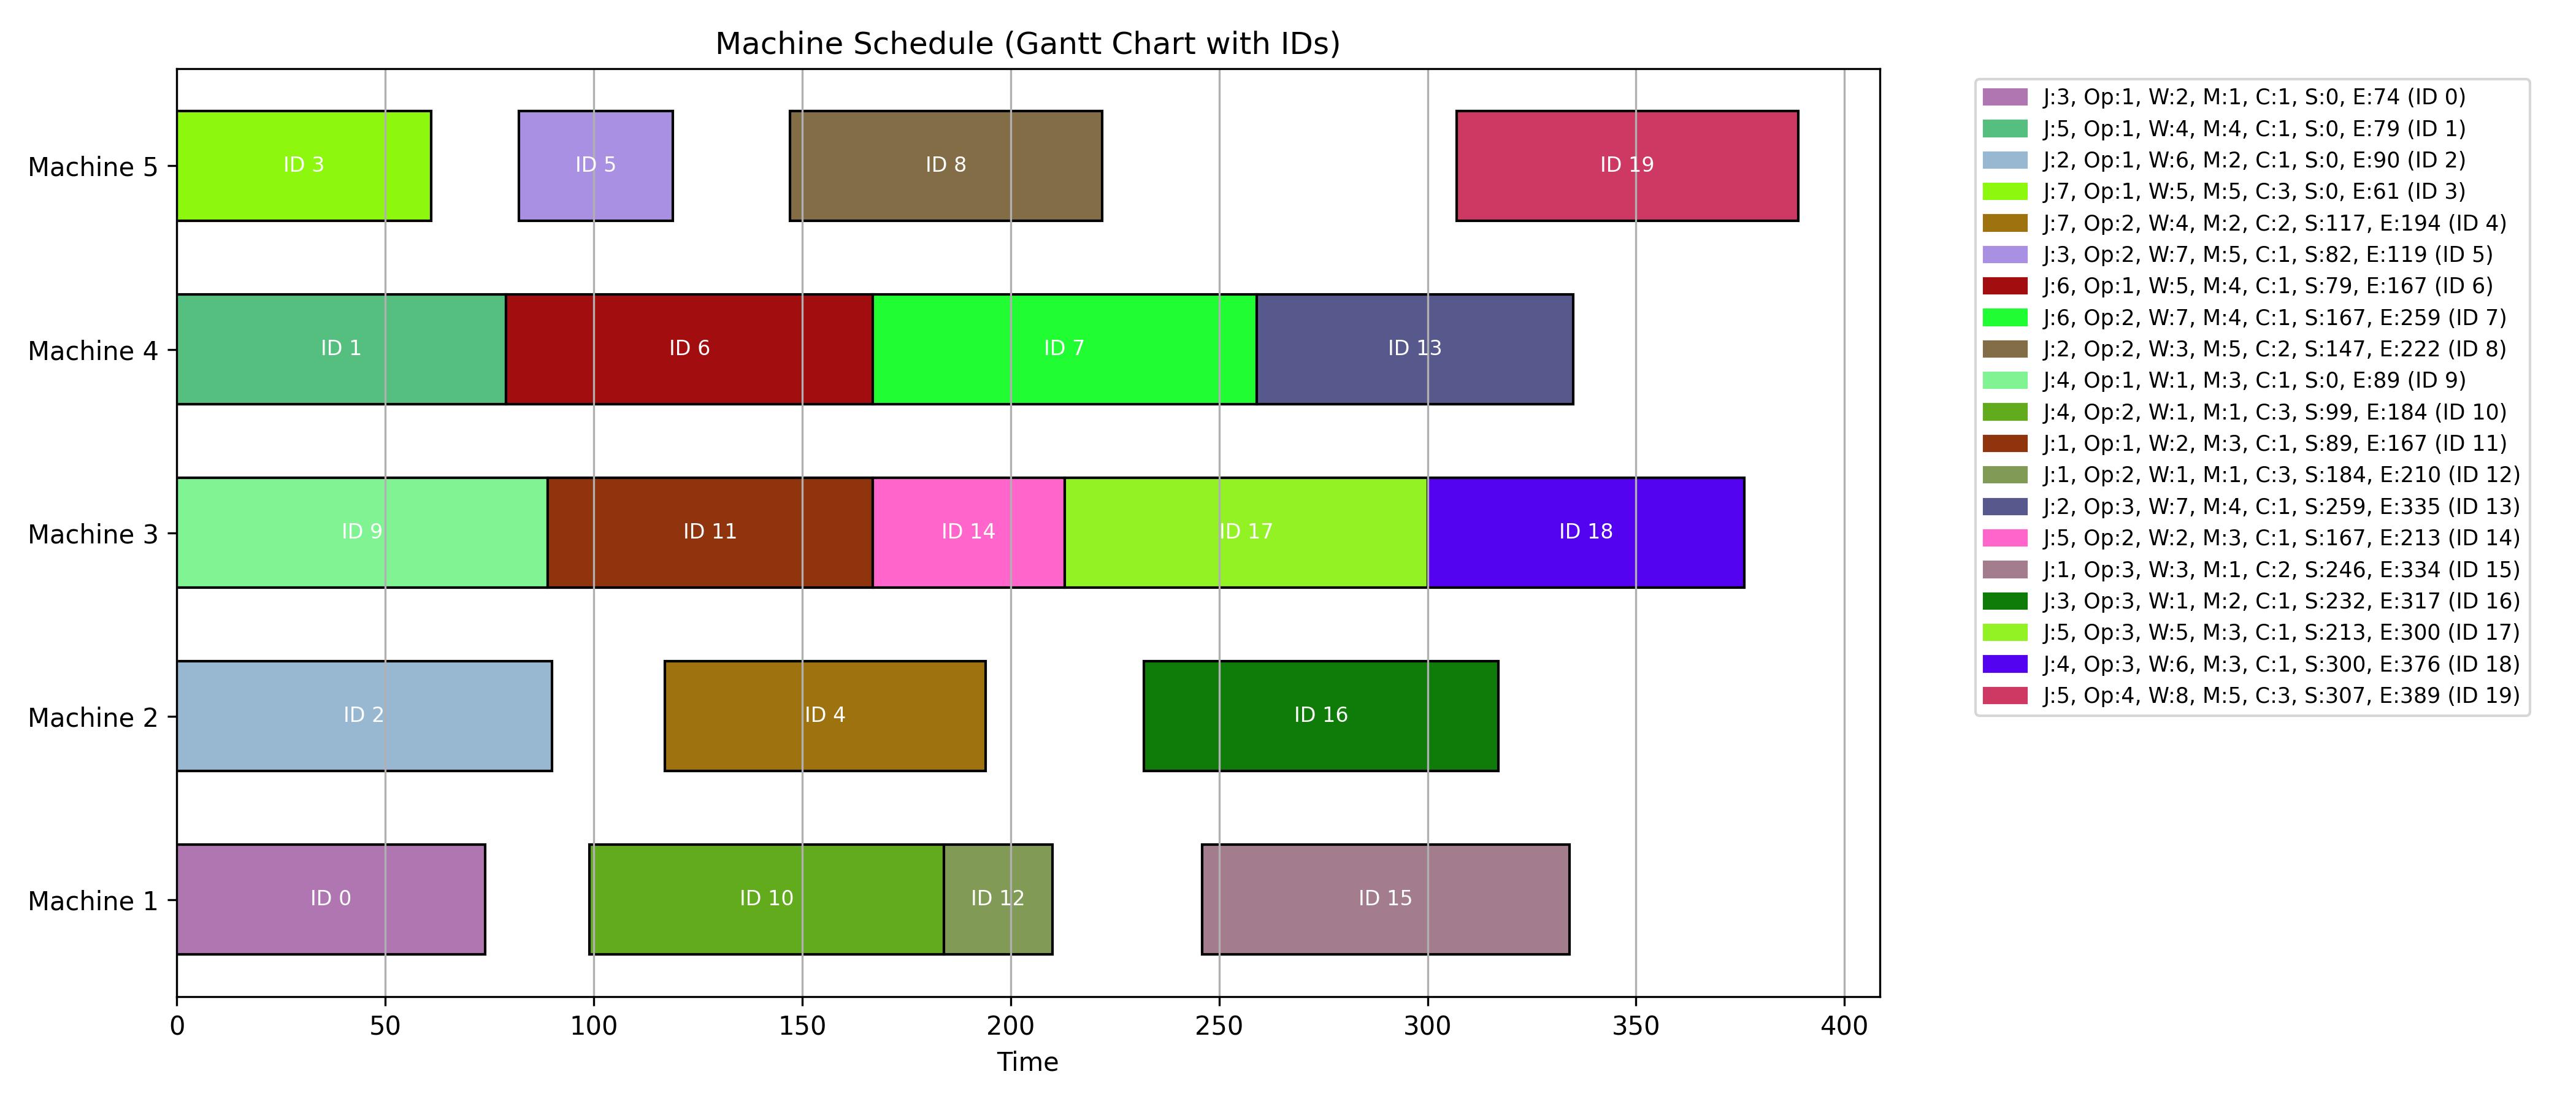 Machine Schedule (Gantt Chart with IDs)
Machine 5
ID 3
ID 5
ID 8
ID 19
Machine 4
ID 1
ID 6
ID 7
ID 13
Machine 3
ID 9
ID 11
ID 14
ID 17
ID 18
Machine 2
ID 2
ID 4
ID 16
Machine 1
ID 0
ID 10
ID 12
ID 15
0 50 100 150 200 250 300 350 400
Time
J:3, Op:1, W:2, M:1, C:1, S:0, E:74 (ID 0)
J:5, Op:1, W:4, M:4, C:1, S:0, E:79 (ID 1)
J:2, Op:1, W:6, M:2, C:1, S:0, E:90 (ID 2)
J:7, Op:1, W:5, M:5, C:3, S:0, E:61 (ID 3)
J:7, Op:2, W:4, M:2, C:2, S:117, E:194 (ID 4)
J:3, Op:2, W:7, M:5, C:1, S:82, E:119 (ID 5)
J:6, Op:1, W:5, M:4, C:1, S:79, E:167 (ID 6)
J:6, Op:2, W:7, M:4, C:1, S:167, E:259 (ID 7)
J:2, Op:2, W:3, M:5, C:2, S:147, E:222 (ID 8)
J:4, Op:1, W:1, M:3, C:1, S:0, E:89 (ID 9)
J:4, Op:2, W:1, M:1, C:3, S:99, E:184 (ID 10)
J:1, Op:1, W:2, M:3, C:1, S:89, E:167 (ID 11)
J:1, Op:2, W:1, M:1, C:3, S:184, E:210 (ID 12)
J:2, Op:3, W:7, M:4, C:1, S:259, E:335 (ID 13)
J:5, Op:2, W:2, M:3, C:1, S:167, E:213 (ID 14)
J:1, Op:3, W:3, M:1, C:2, S:246, E:334 (ID 15)
J:3, Op:3, W:1, M:2, C:1, S:232, E:317 (ID 16)
J:5, Op:3, W:5, M:3, C:1, S:213, E:300 (ID 17)
J:4, Op:3, W:6, M:3, C:1, S:300, E:376 (ID 18)
J:5, Op:4, W:8, M:5, C:3, S:307, E:389 (ID 19)